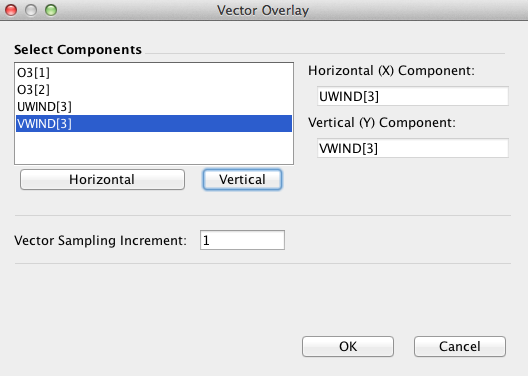 Vector Overlay
Select Components
O3[1]
O3[2]
UWIND[3]
VWIND[3]
Horizontal
Vertical
Horizontal (X) Component:
UWIND[3]
Vertical (Y) Component:
VWIND[3]
Vector Sampling Increment:
1
OK
Cancel